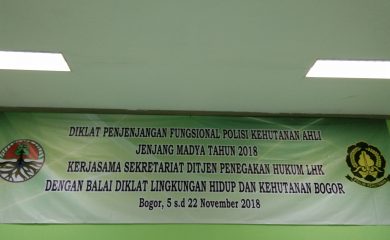 DIKLAT PENJENJANGAN FUNGSIONAL POLISI KEHUTANAN AHLI
JENJANG MADYA TAHUN 2018
KERJASAMA SEKRETARIAT DITJEN PENEGAKAN HUKUM LHK
DENGAN BALAI DIKLAT LINGKUNGAN HIDUP DAN KEHUTANAN BOGOR
Bogor, 5 s.d 22 November 2018